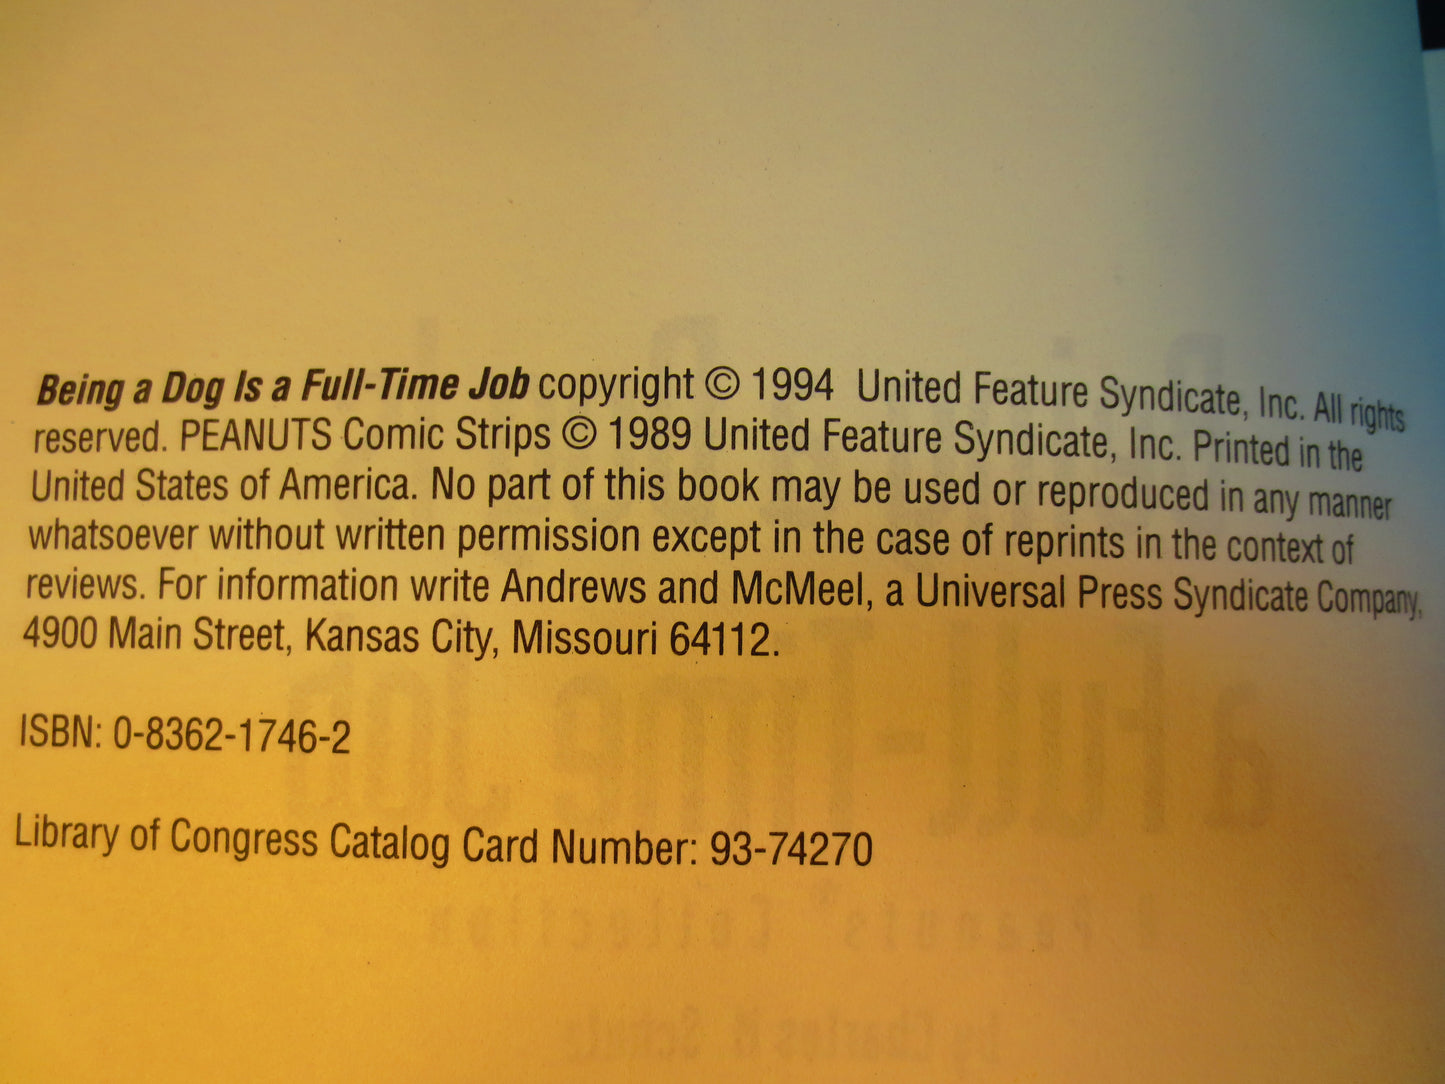 Being a Dog Is a Full-Time Job copyright © 1994 United Feature Syndicate, Inc. All rights
reserved. PEANUTS Comic Strips © 1989 United Feature Syndicate, Inc. Printed in the
United States of America. No part of this book may be used or reproduced in any manner
whatsoever without written permission except in the case of reprints in the context of
reviews. For information write Andrews and McMeel, a Universal Press Syndicate Company,
4900 Main Street, Kansas City, Missouri 64112.
ISBN: 0-8362-1746-2
Library of Congress Catalog Card Number: 93-74270